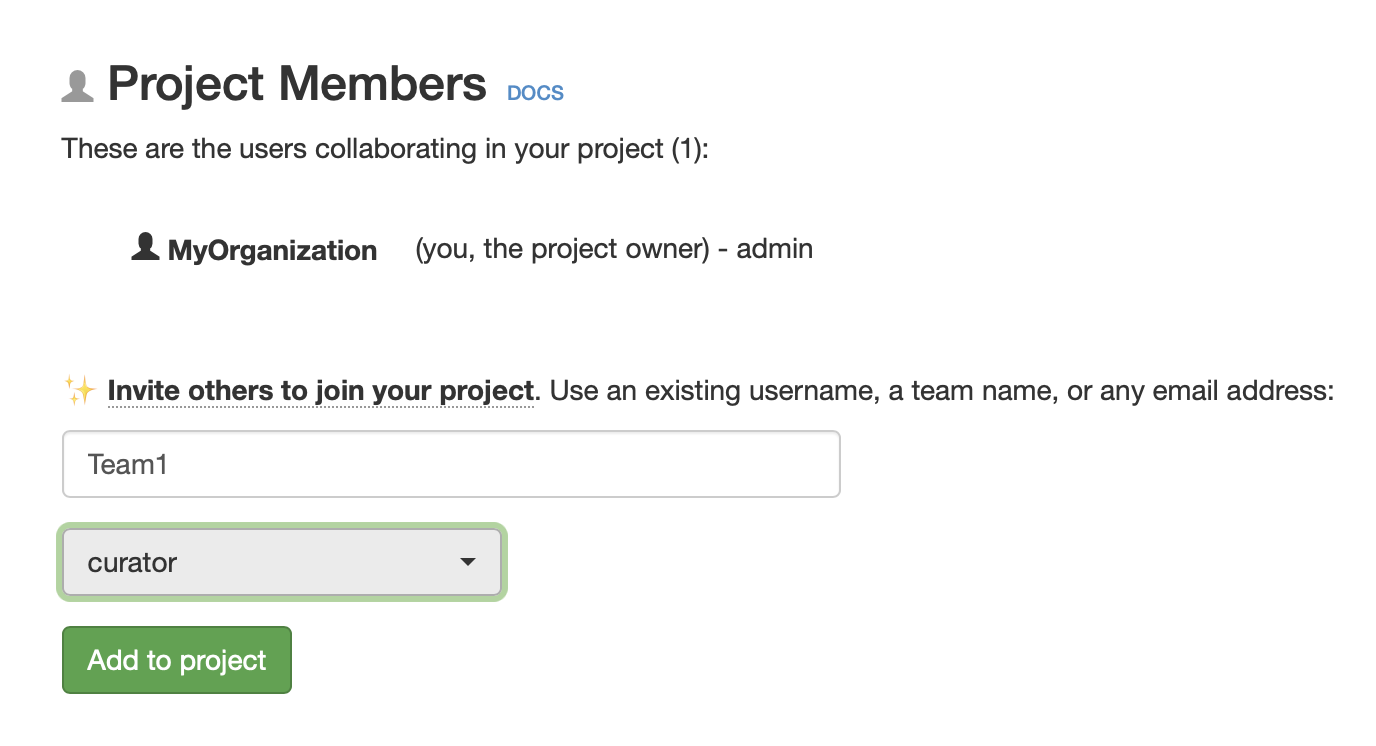 Project Members DOCS
These are the users collaborating in your project (1):
MyOrganization (you, the project owner) - admin
Invite others to join your project. Use an existing username, a team name, or any email address:
Team1
curator
Add to project